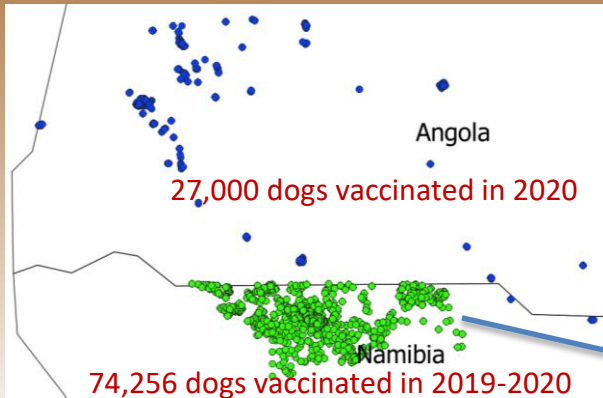 Angola
27,000 dogs vaccinated in 2020
Namibia
74,256 dogs vaccinated in 2019-2020